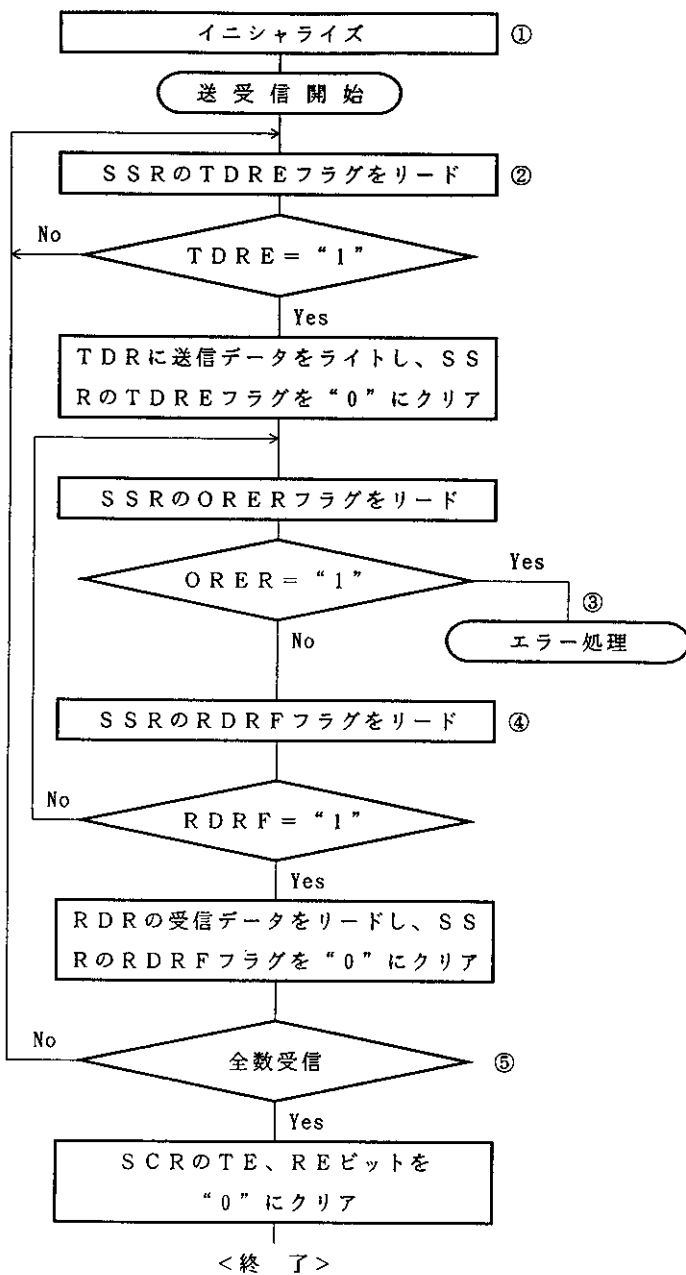 イニシャライズ ①
送受信開始
SSRのTDREフラグをリード ②
No
TDRE=“1”
Yes
TDRに送信データをライトし、SS
RのTDREフラグを“0”にクリア
SSRのORERフラグをリード
ORER=“1”
Yes
③
エラー処理
No
SSRのRDRFフラグをリード ④
No
RDRF=“1”
Yes
RDRの受信データをリードし、SS
RのRDRFフラグを“0”にクリア
No
全数受信 ⑤
Yes
SCRのTE、REビットを
“0”にクリア
<終 了>